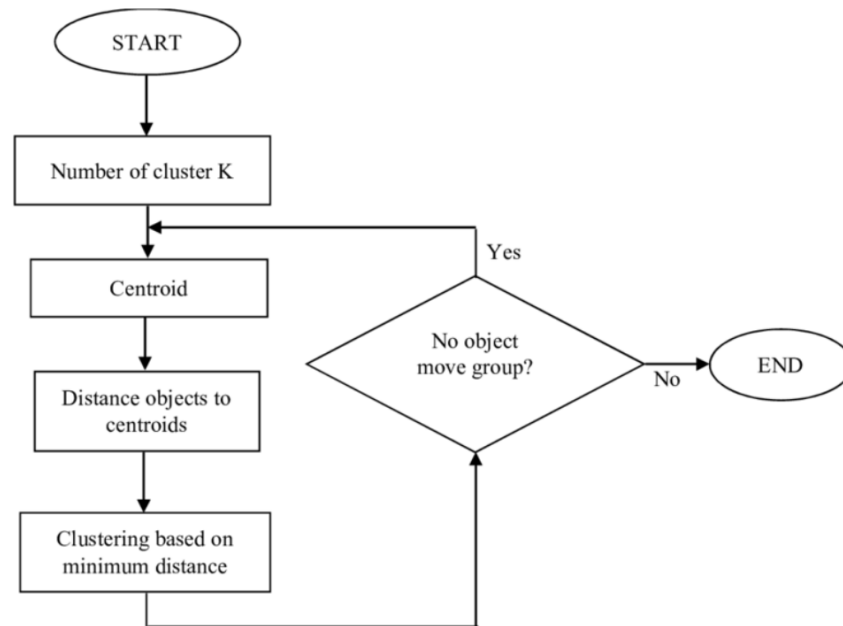 START
Number of cluster K
Yes
Centroid
No object
move group?
No
END
Distance objects to
centroids
Clustering based on
minimum distance